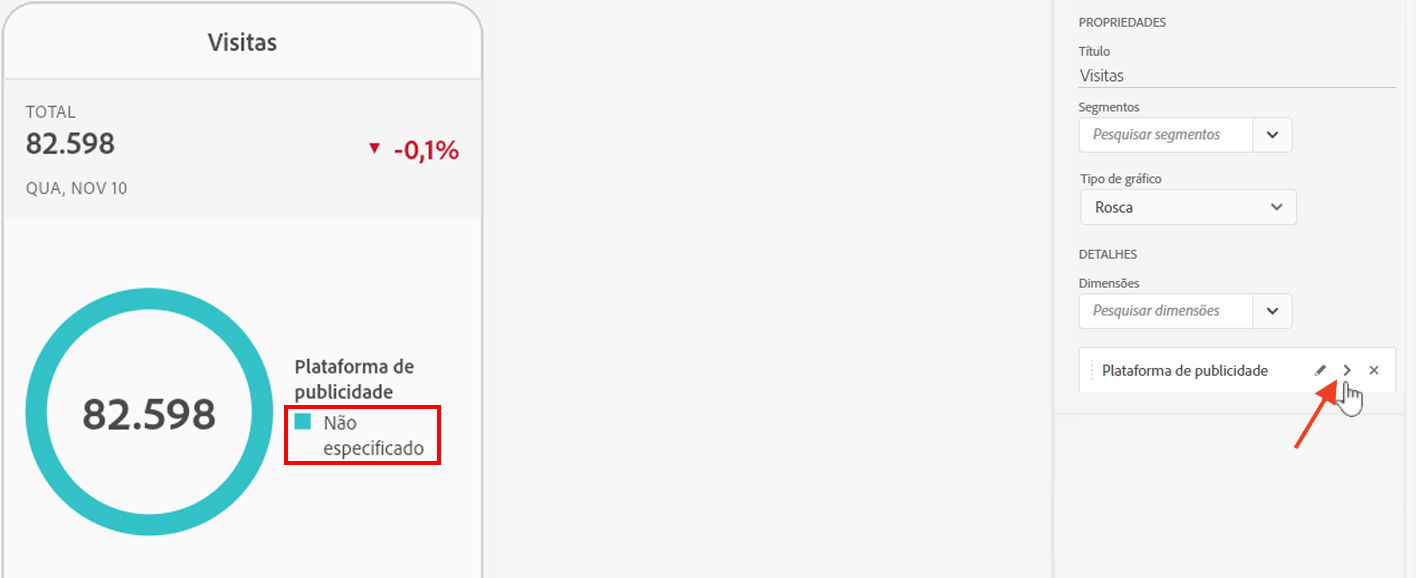 Visitas
TOTAL
82.598
▼ -0,1%
QUA, NOV 10
82.598
Plataforma de
publicidade
Não
especificado
PROPRIEDADES
Título
Visitas
Segmentos
Pesquisar segmentos
Tipo de gráfico
Rosca
DETALHES
Dimensões
Pesquisar dimensões
Plataforma de publicidade